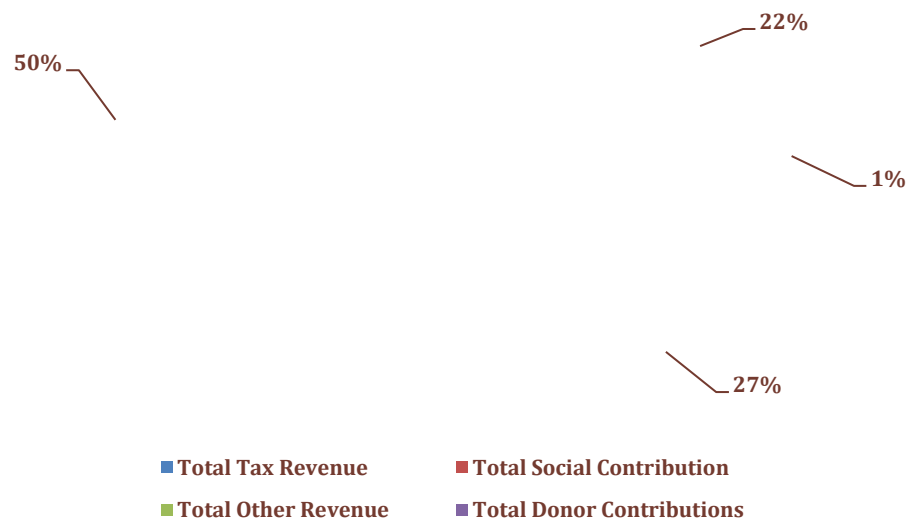 22%
50%
1%
27%
Total Tax Revenue
Total Social Contribution
Total Other Revenue
Total Donor Contributions